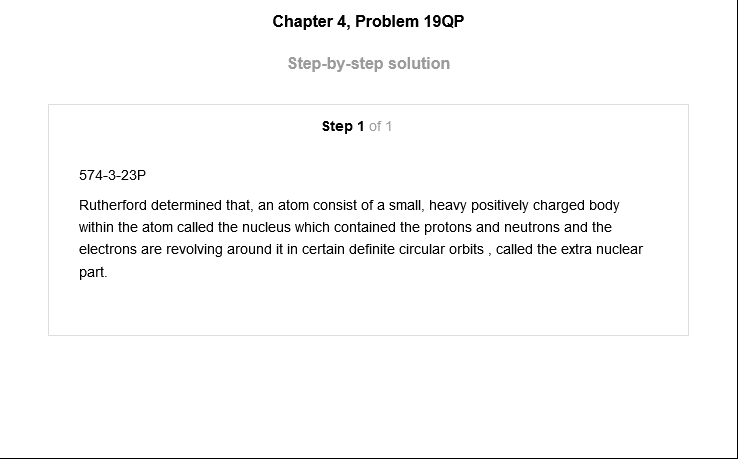 Chapter 4, Problem 19QP
Step-by-step solution
Step 1 of 1
574-3-23P
Rutherford determined that, an atom consist of a small, heavy positively charged body
within the atom called the nucleus which contained the protons and neutrons and the
electrons are revolving around it in certain definite circular orbits , called the extra nuclear
part.